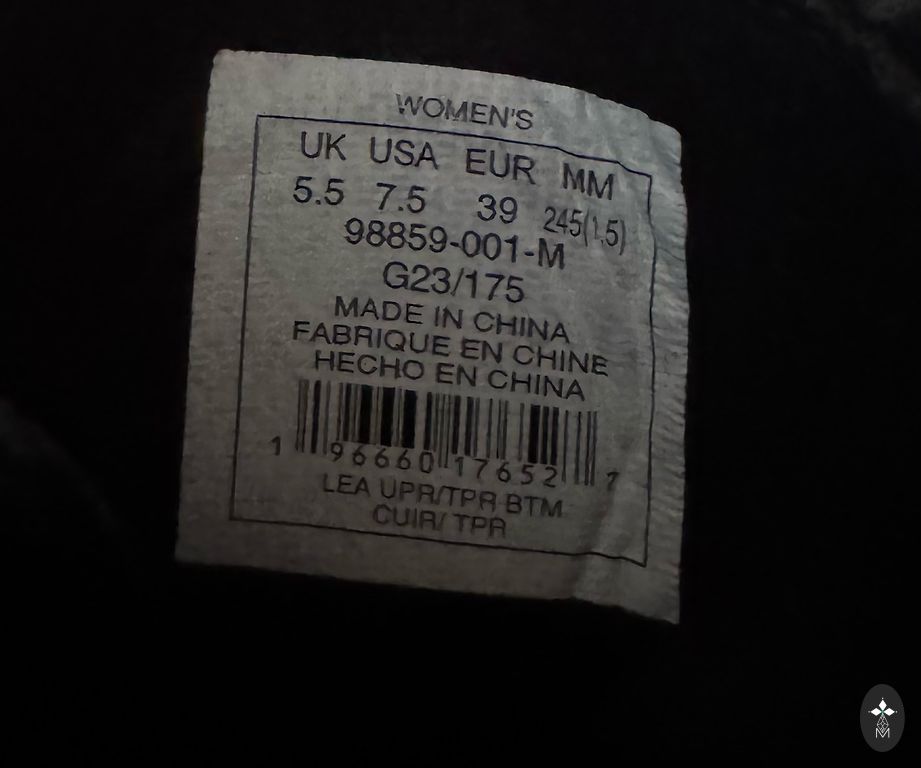 WOMEN'S
UK USA EUR MM
5.5 7.5 39 245(1.5)
98859-001-M
G23/175
MADE IN CHINA
FABRIQUE EN CHINE
HECHO EN CHINA
1 96660 17652 7
LEA UPR/TPR BTM
CUIR/ TPR
M